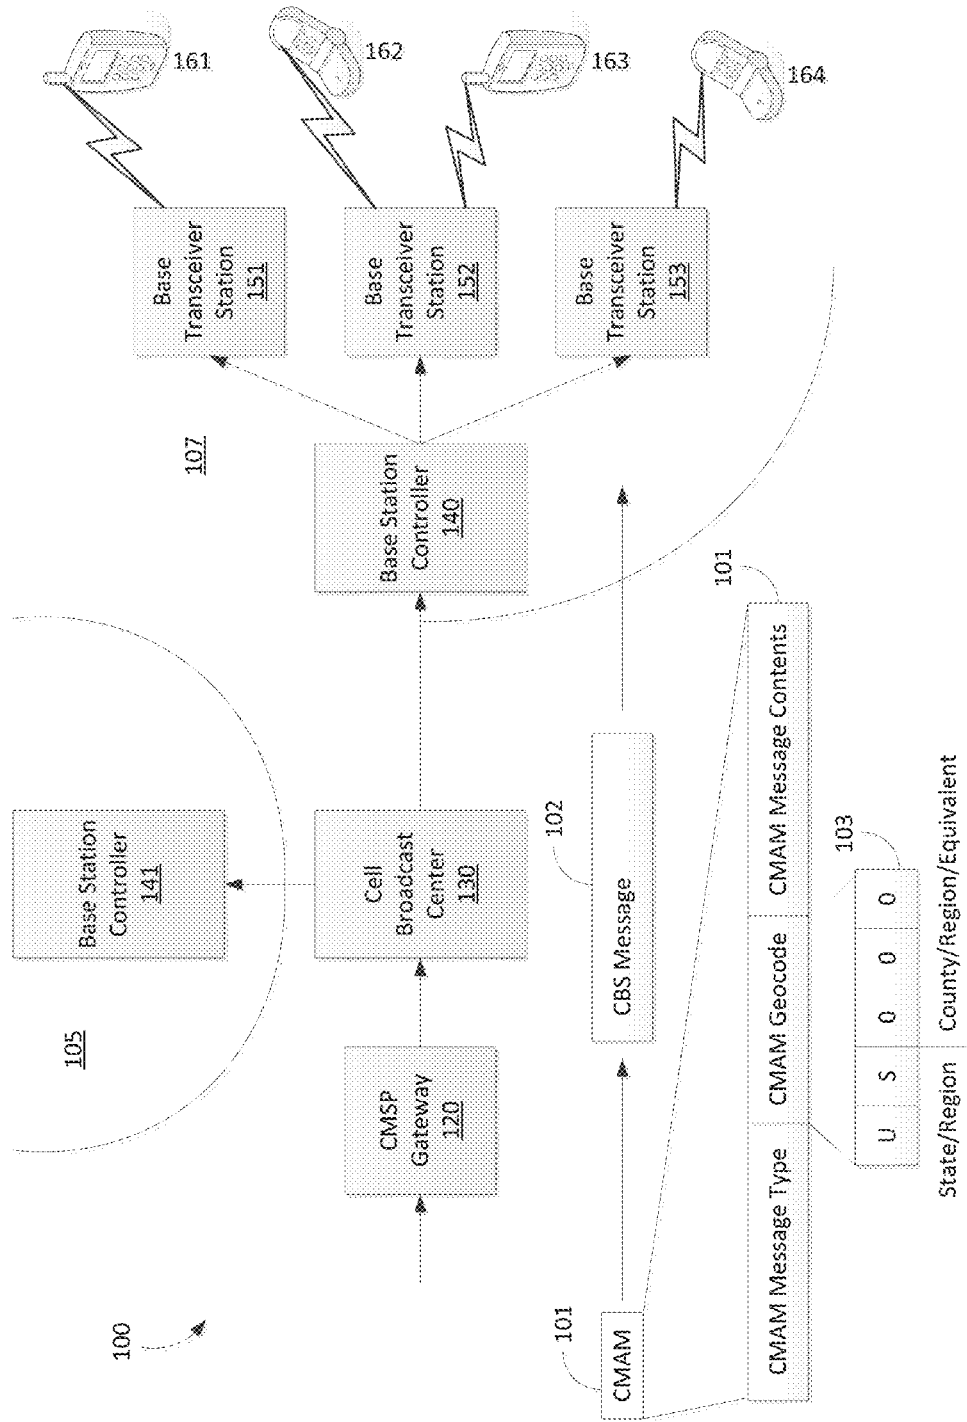 100
105
Base Station
Controller
141
107
CMSP
Gateway
120
Cell
Broadcast
Center
130
Base Station
Controller
140
Base
Transceiver
Station
151
Base
Transceiver
Station
152
Base
Transceiver
Station
153
161
162
163
164
101
CMAM
102
CBS Message
101
CMAM Message Type
CMAM Geocode
CMAM Message Contents
103
U S 0 0 0 0
State/Region
County/Region/Equivalent